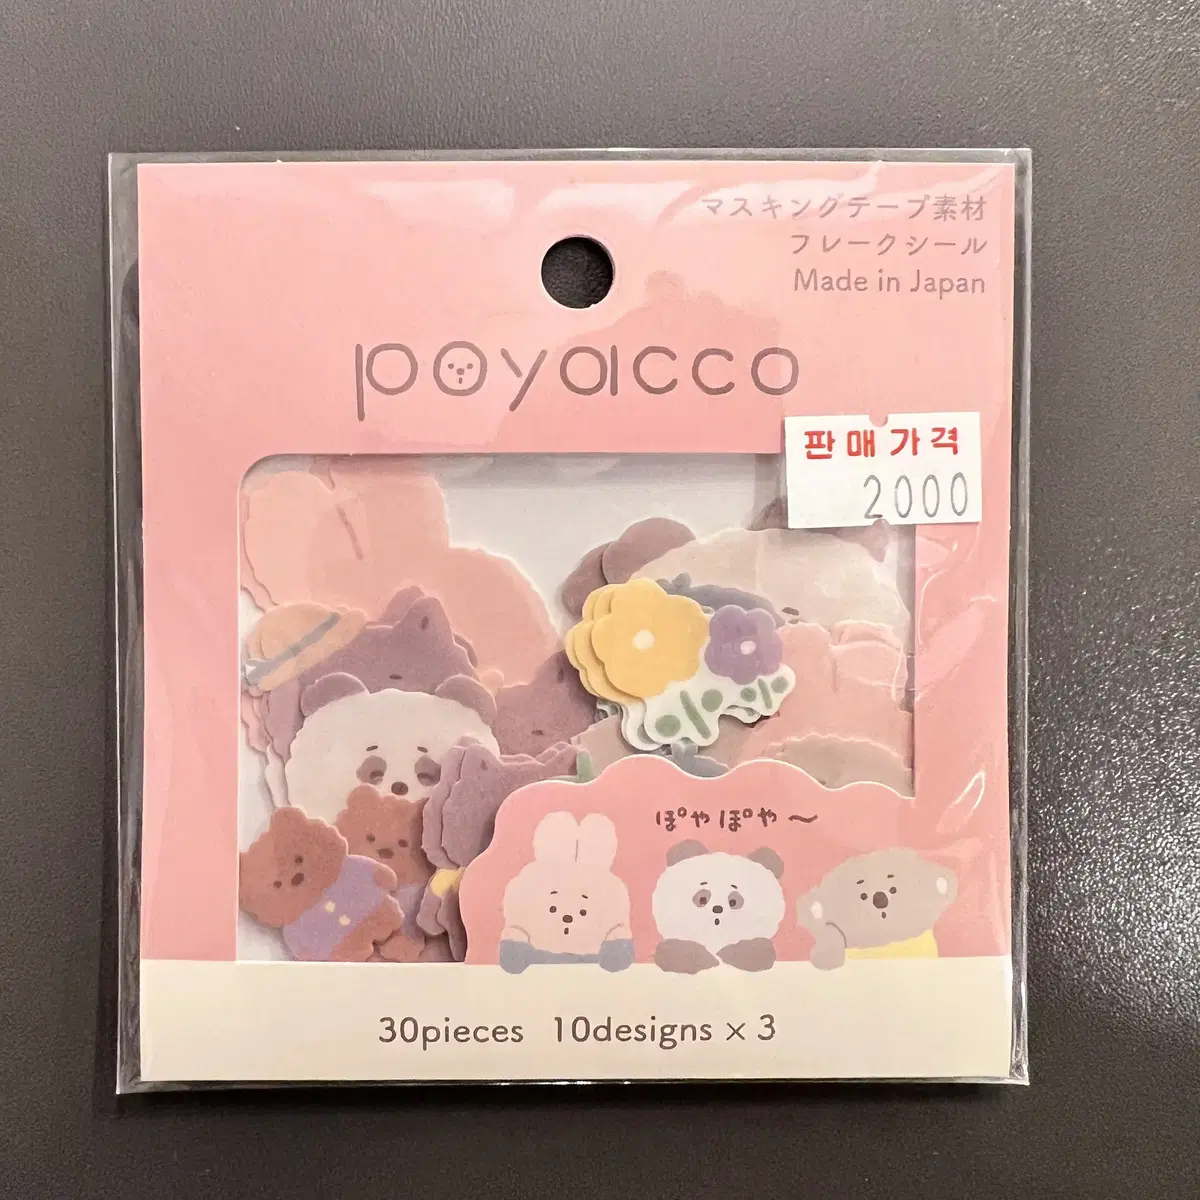 マスキングテープ素材
フレークシール
Made in Japan
poyacco
판매가격
2000
ぽやぽや〜
30pieces 10designs × 3